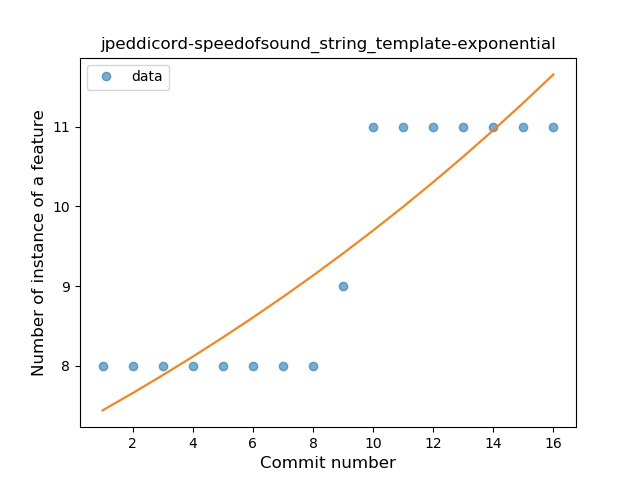 jpeddicord-speedofsound_string_template-exponential
data
Number of instance of a feature
11
10
9
8
2 4 6 8 10 12 14 16
Commit number